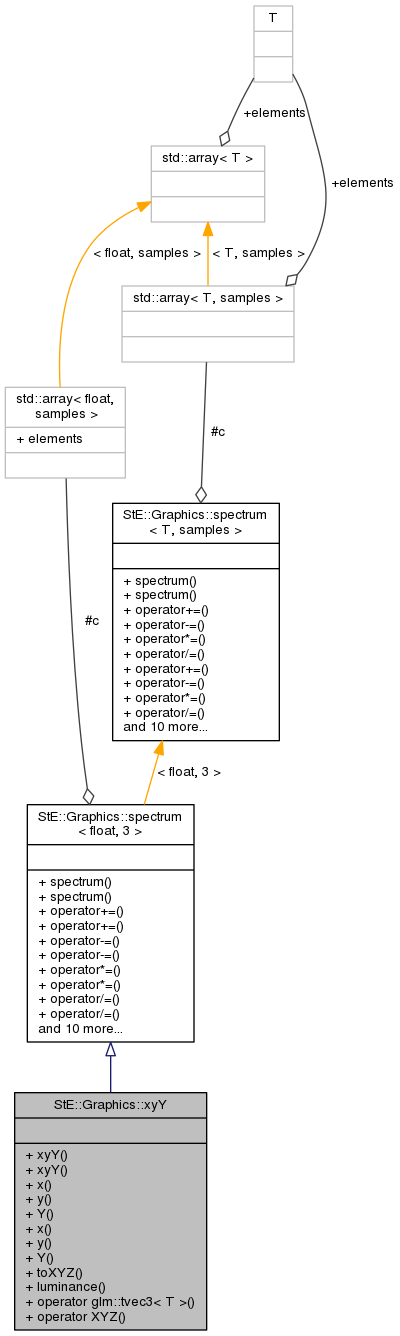 T
+elements
std::array< T >
+elements
< float, samples >
< T, samples >
std::array< T, samples >
std::array< float,
samples >
+ elements
#c
StE::Graphics::spectrum
< T, samples >
+ spectrum()
+ spectrum()
+ operator+=()
+ operator-=()
+ operator*=()
+ operator/=()
+ operator+=()
+ operator-=()
+ operator*=()
+ operator/=()
and 10 more...
#c
< float, 3 >
StE::Graphics::spectrum
< float, 3 >
+ spectrum()
+ spectrum()
+ operator+=()
+ operator+=()
+ operator-=()
+ operator-=()
+ operator*=()
+ operator*=()
+ operator/=()
+ operator/=()
and 10 more...
StE::Graphics::xyY
+ xyY()
+ xyY()
+ x()
+ y()
+ Y()
+ x()
+ y()
+ Y()
+ toXYZ()
+ luminance()
+ operator glm::tvec3< T >()
+ operator XYZ()